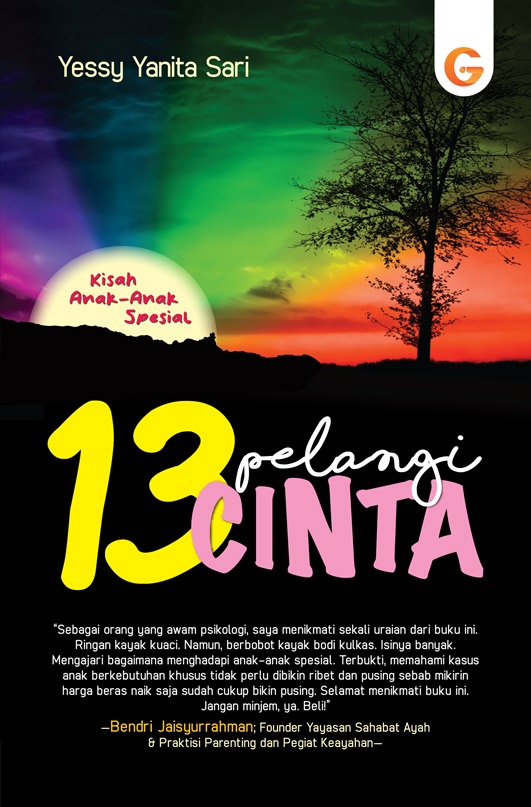 Yessy Yanita Sari
G
Kisah
Anak-Anak
Spesial
13
pelangi
CINTA
"Sebagai orang yang awam psikologi, saya menikmati sekali uraian dari buku ini.
Ringan kayak kuaci. Namun, berbobot kayak bodi kulkas. Isinya banyak.
Mengajari bagaimana menghadapi anak-anak spesial. Terbukti, memahami kasus
anak berkebutuhan khusus tidak perlu dibikin ribet dan pusing sebab mikirin
harga beras naik saja sudah cukup bikin pusing. Selamat menikmati buku ini.
Jangan minjem, ya. Beli!"
—Bendri Jaisyurrahman; Founder Yayasan Sahabat Ayah
& Praktisi Parenting dan Pegiat Keayahan—